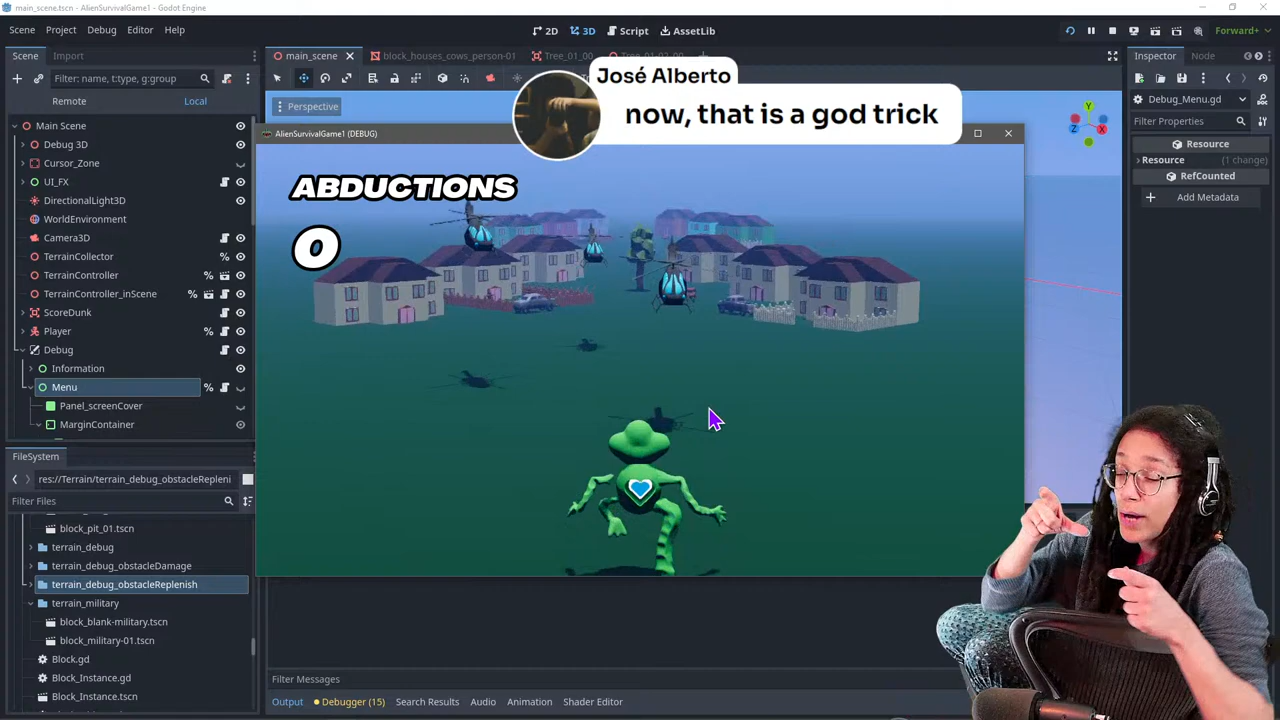 main_scene.tscn - AlienSurvivalGame1 - Godot Engine
Scene Project Debug Editor Help
2D 3D Script AssetLib
Forward+
Scene Import
main_scene block_houses_cows_person-01 Tree_01_00
Inspector Node
Filter: name, t:type, g:group
Remote Local
José Alberto
now, that is a god trick
Perspective
Debug_Menu.gd
Filter Properties
Resource
Resource (1 change)
RefCounted
Add Metadata
Main Scene
Debug 3D
Cursor_Zone
UI_FX
DirectionalLight3D
WorldEnvironment
Camera3D
TerrainCollector
TerrainController
TerrainController_inScene
ScoreDunk
Player
Debug
Information
Menu
Panel_screenCover
MarginContainer
AlienSurvivalGame1 (DEBUG)
ABDUCTIONS
0
FileSystem
res://Terrain/terrain_debug_obstacleRepleni
Filter Files
block_pit_01.tscn
terrain_debug
terrain_debug_obstacleDamage
terrain_debug_obstacleReplenish
terrain_military
block_blank-military.tscn
block_military-01.tscn
Block.gd
Block_Instance.gd
Block_Instance.tscn
Filter Messages
Output Debugger (15) Search Results Audio Animation Shader Editor